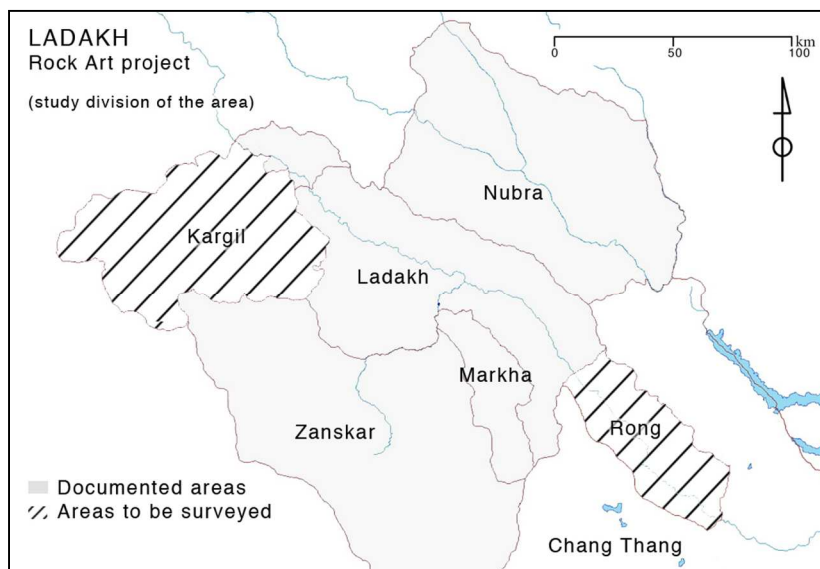 LADAKH
Rock Art project
(study division of the area)
km
0 50 100
Nubra
Kargil
Ladakh
Markha
Zanskar
Rong
Documented areas
Areas to be surveyed
Chang Thang